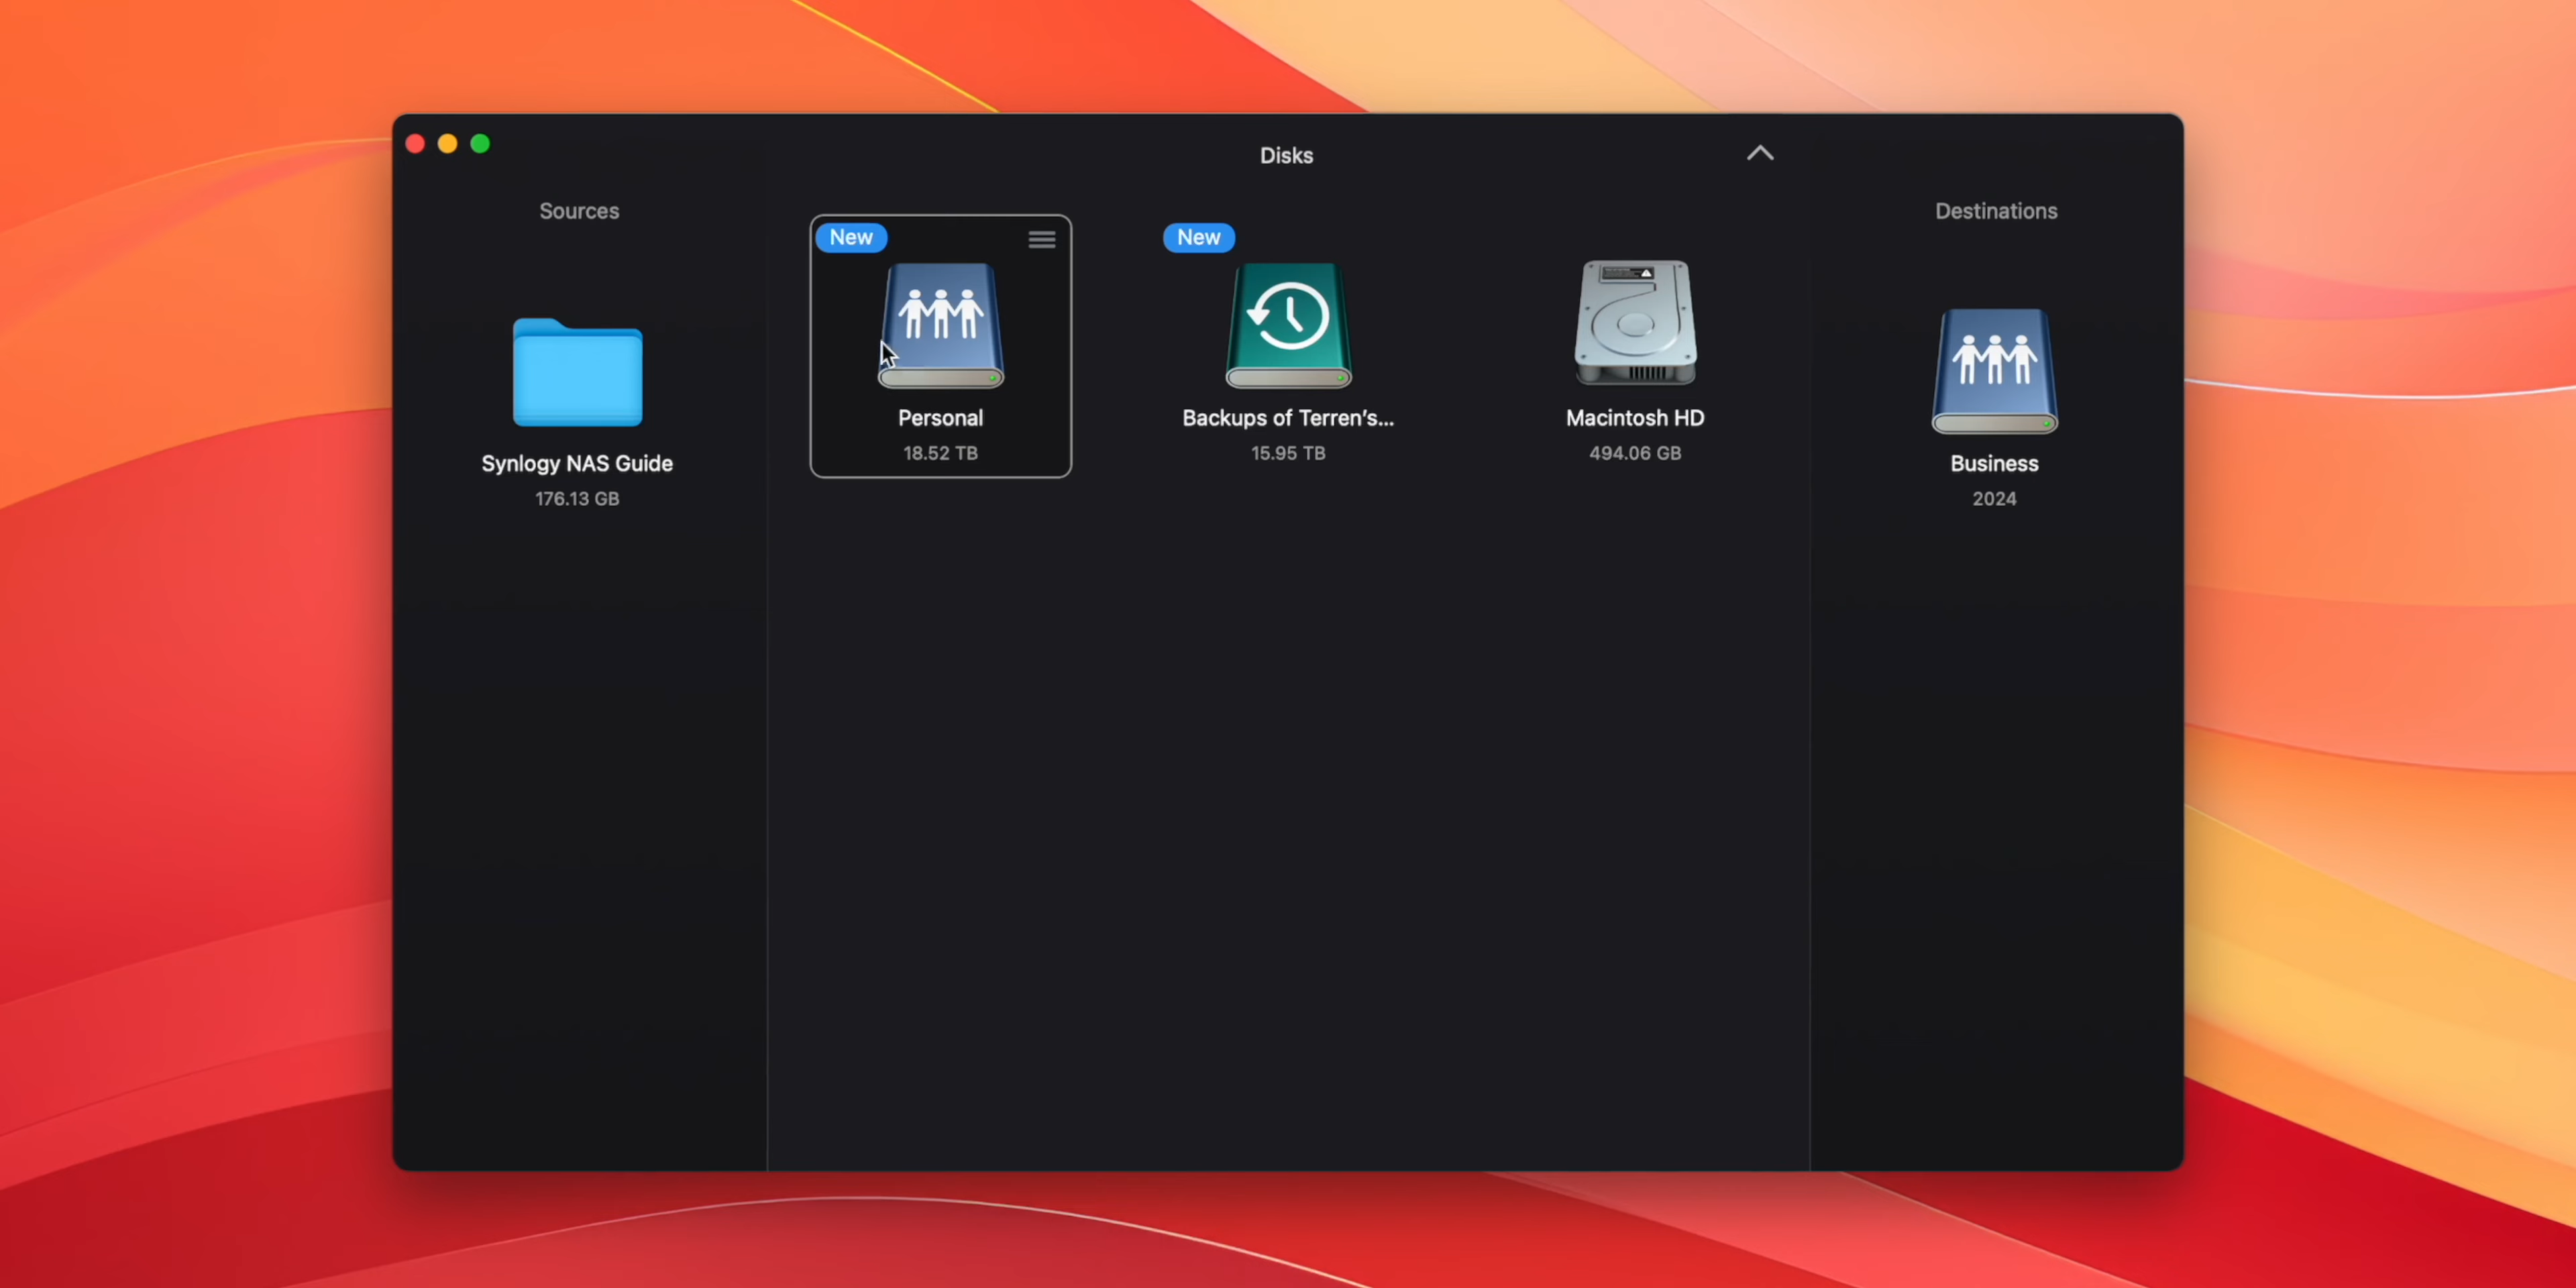 Disks
Sources
Destinations
New
New
Personal
18.52 TB
Backups of Terren's...
15.95 TB
Macintosh HD
494.06 GB
Synlogy NAS Guide
176.13 GB
Business
2024